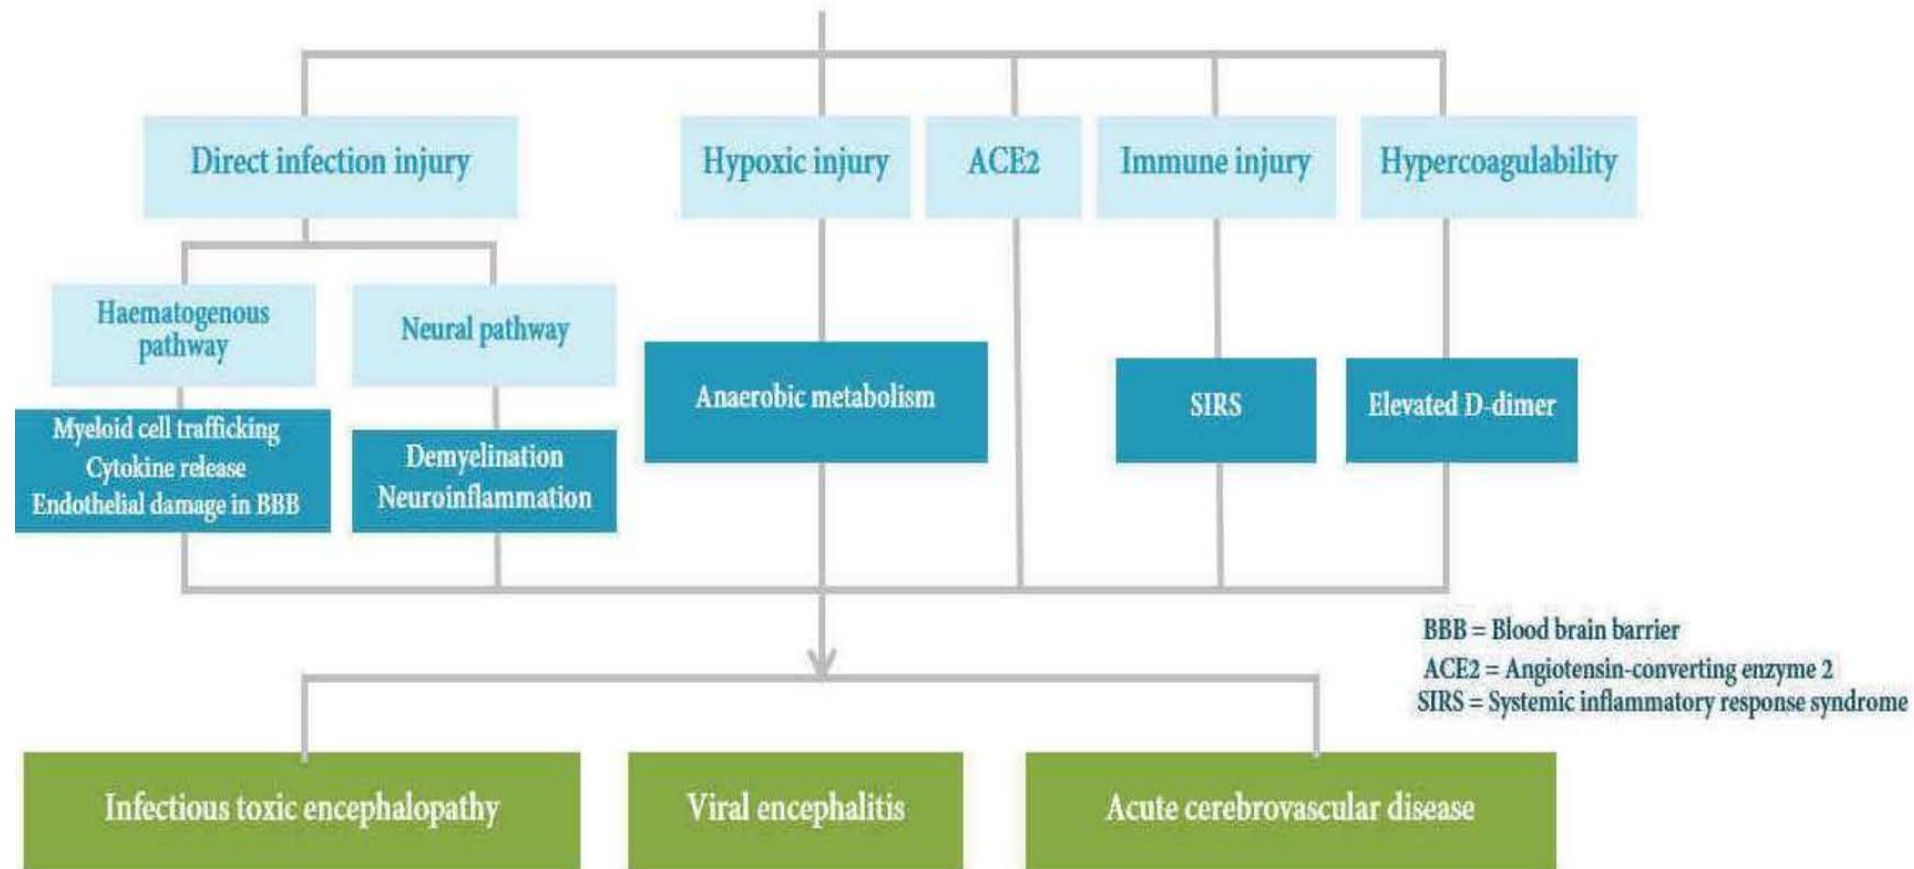 Direct infection injury
Hypoxic injury
ACE2
Immune injury
Hypercoagulability
Haematogenous
pathway
Neural pathway
Myeloid cell trafficking
Cytokine release
Endothelial damage in BBB
Demyelination
Neuroinflammation
Anaerobic metabolism
SIRS
Elevated D-dimer
BBB = Blood brain barrier
ACE2 = Angiotensin-converting enzyme 2
SIRS = Systemic inflammatory response syndrome
Infectious toxic encephalopathy
Viral encephalitis
Acute cerebrovascular disease